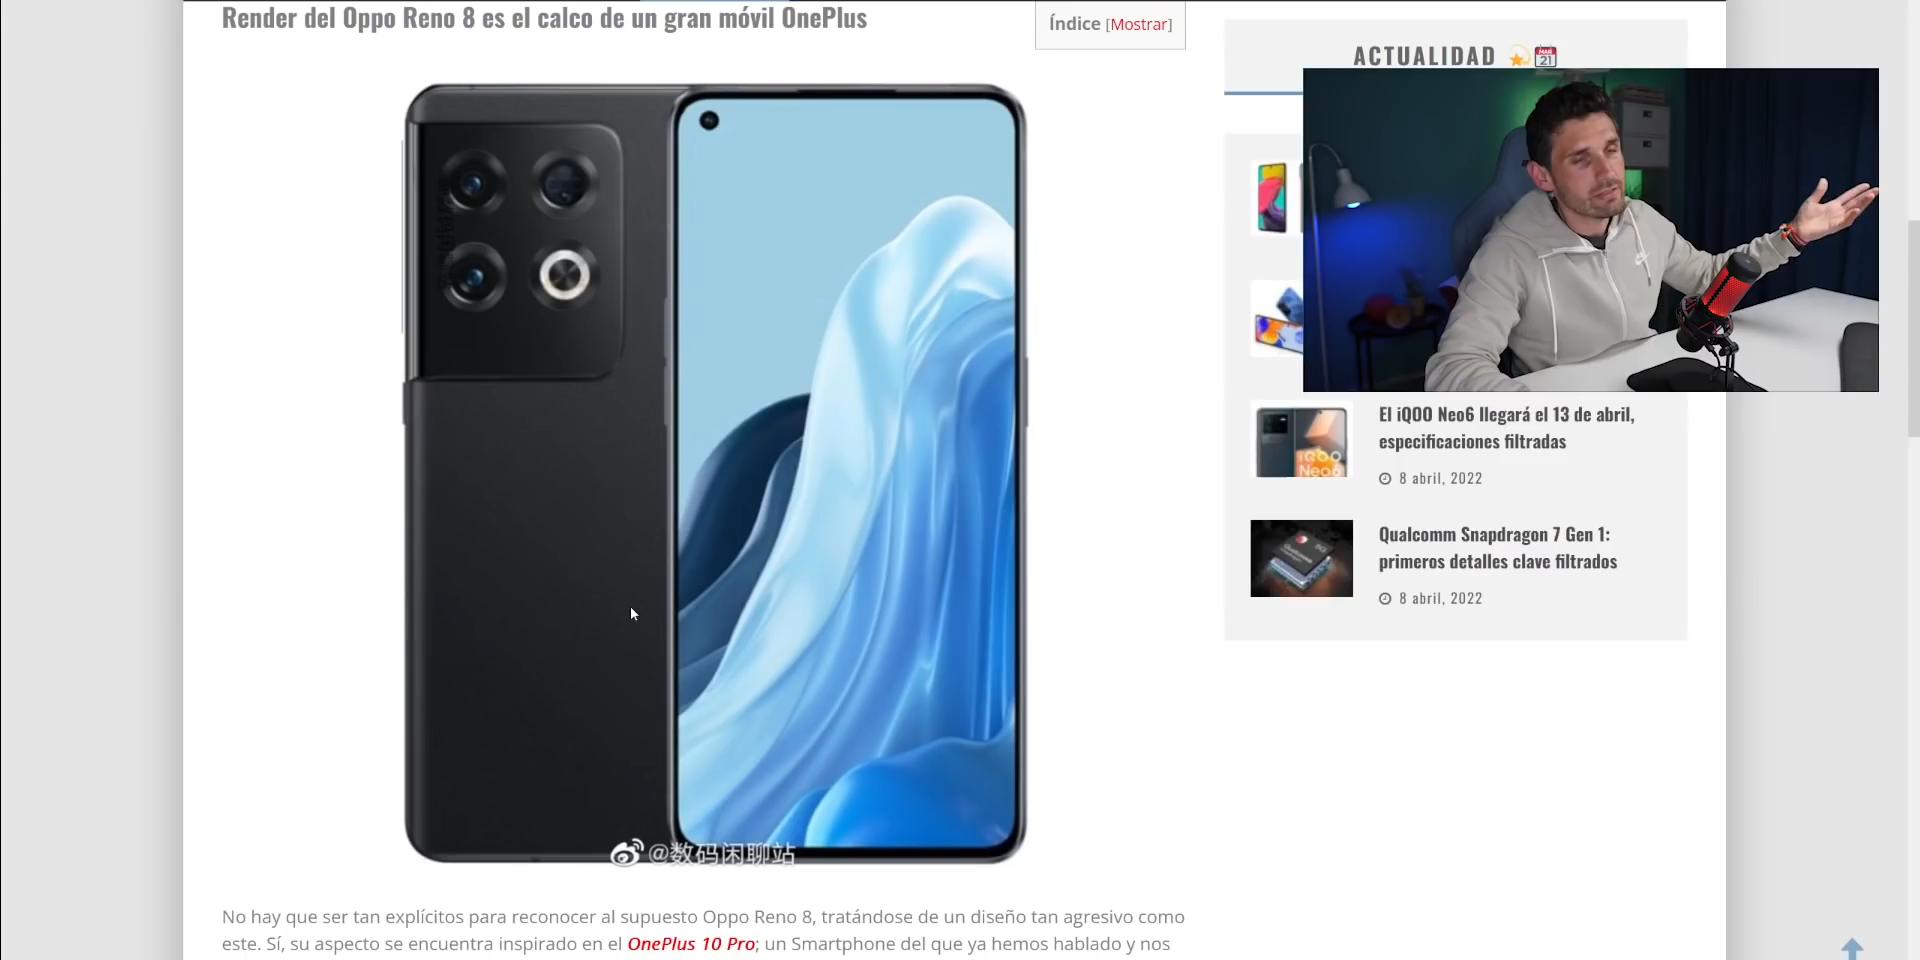 Render del Oppo Reno 8 es el calco de un gran móvil OnePlus
Índice [Mostrar]
@数码闲聊站
No hay que ser tan explícitos para reconocer al supuesto Oppo Reno 8, tratándose de un diseño tan agresivo como
este. Sí, su aspecto se encuentra inspirado en el OnePlus 10 Pro; un Smartphone del que ya hemos hablado y nos
ACTUALIDAD
MAR
21
iQOO
Neo6
El iQOO Neo6 llegará el 13 de abril,
especificaciones filtradas
8 abril, 2022
Qualcomm Snapdragon 7 Gen 1:
primeros detalles clave filtrados
8 abril, 2022